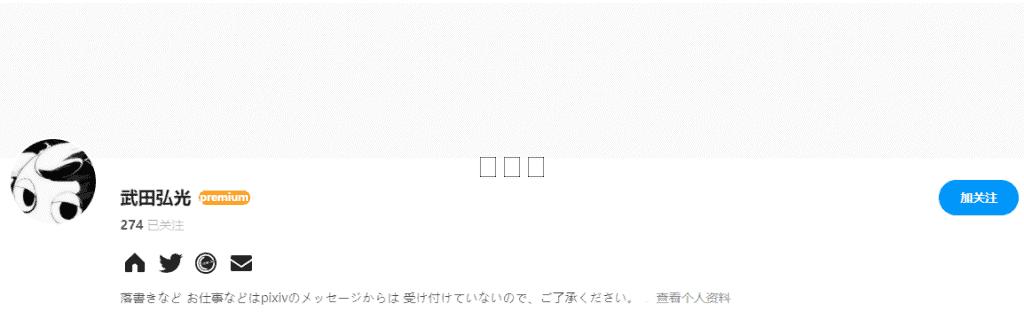 武田弘光 premium
加关注
274 已关注
落書きなど お仕事などはpixivのメッセージからは 受け付けていないので、ご了承ください。 查看个人资料